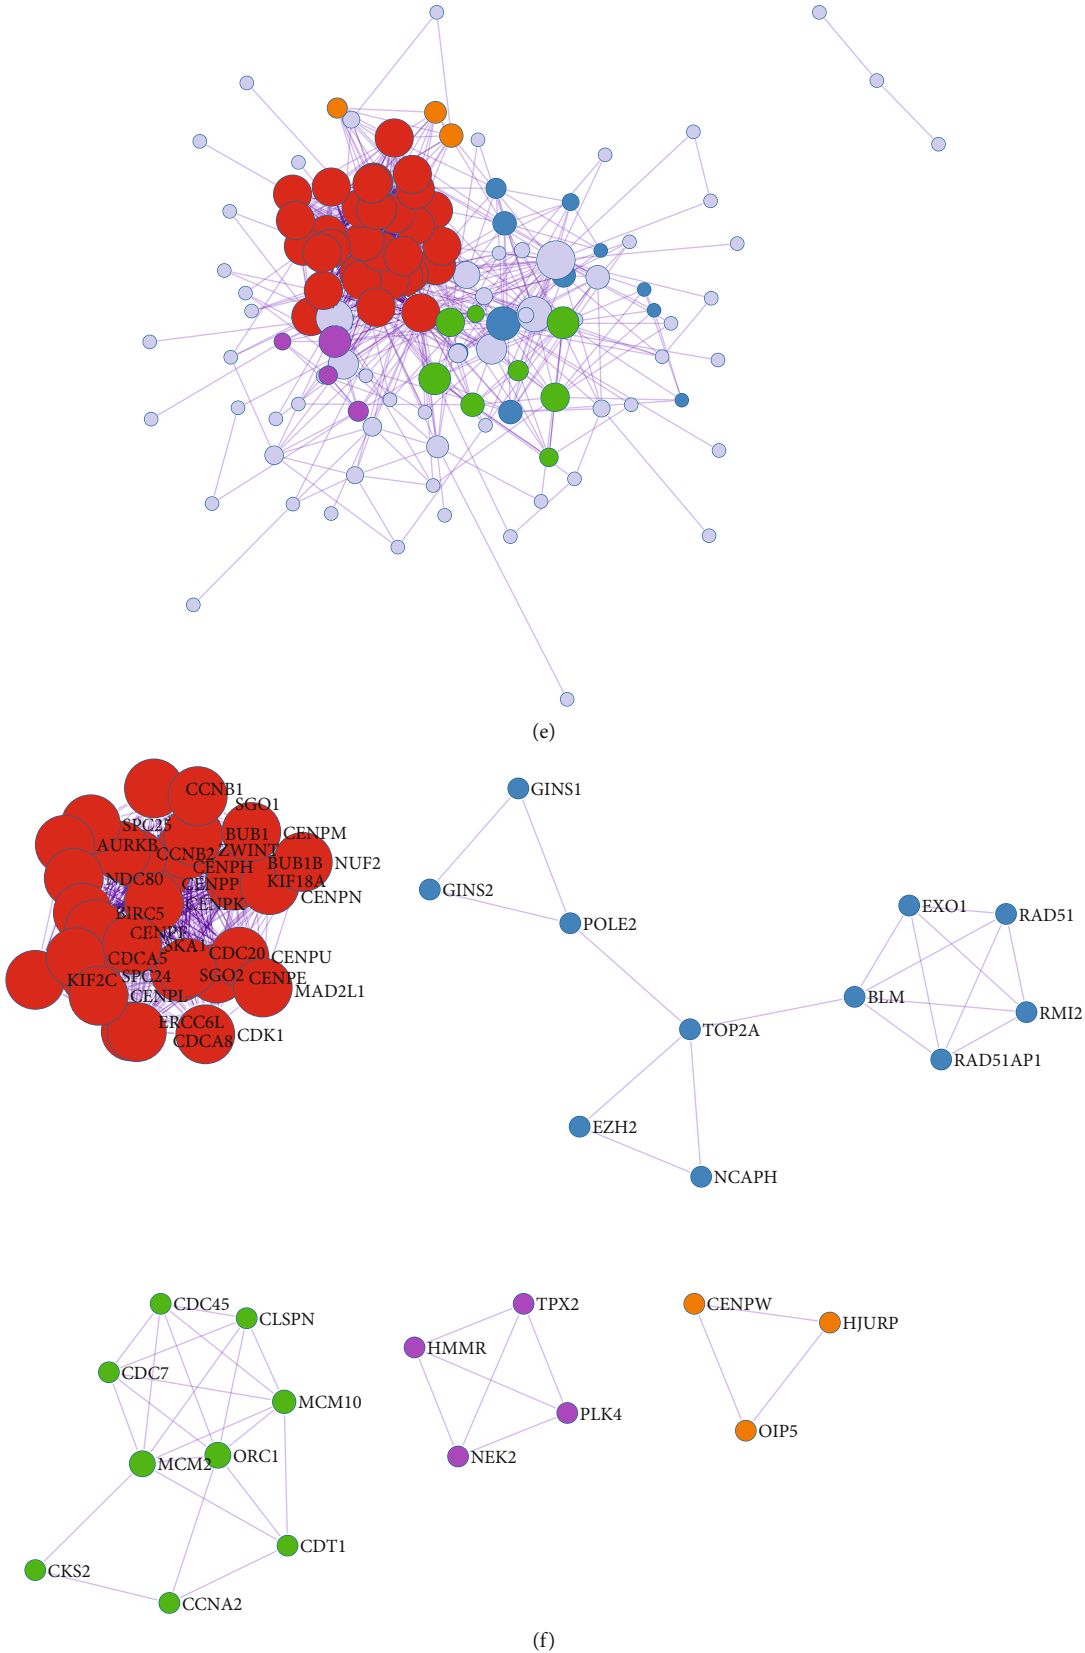 (e)
CCNB1
SGO1
SPC25
BUB1
CENPM
AURKB
CCNB2
ZWINT
CENPH
BUB1B
NUF2
NDC80
CENPP
KIF18A
CENPK
CENPN
BIRC5
SKA1
CDCA5
CDC20
CENPU
KIF2C
SPC24
SGO2
CENPE
CENPL
MAD2L1
ERCC6L
CDCA8
CDK1
GINS1
GINS2
POLE2
EXO1
RAD51
BLM
RMI2
TOP2A
RAD51AP1
EZH2
NCAPH
CDC45
CLSPN
CDC7
MCM10
MCM2
ORC1
CDT1
CKS2
CCNA2
TPX2
HMMR
PLK4
NEK2
CENPW
HJURP
OIP5
(f)